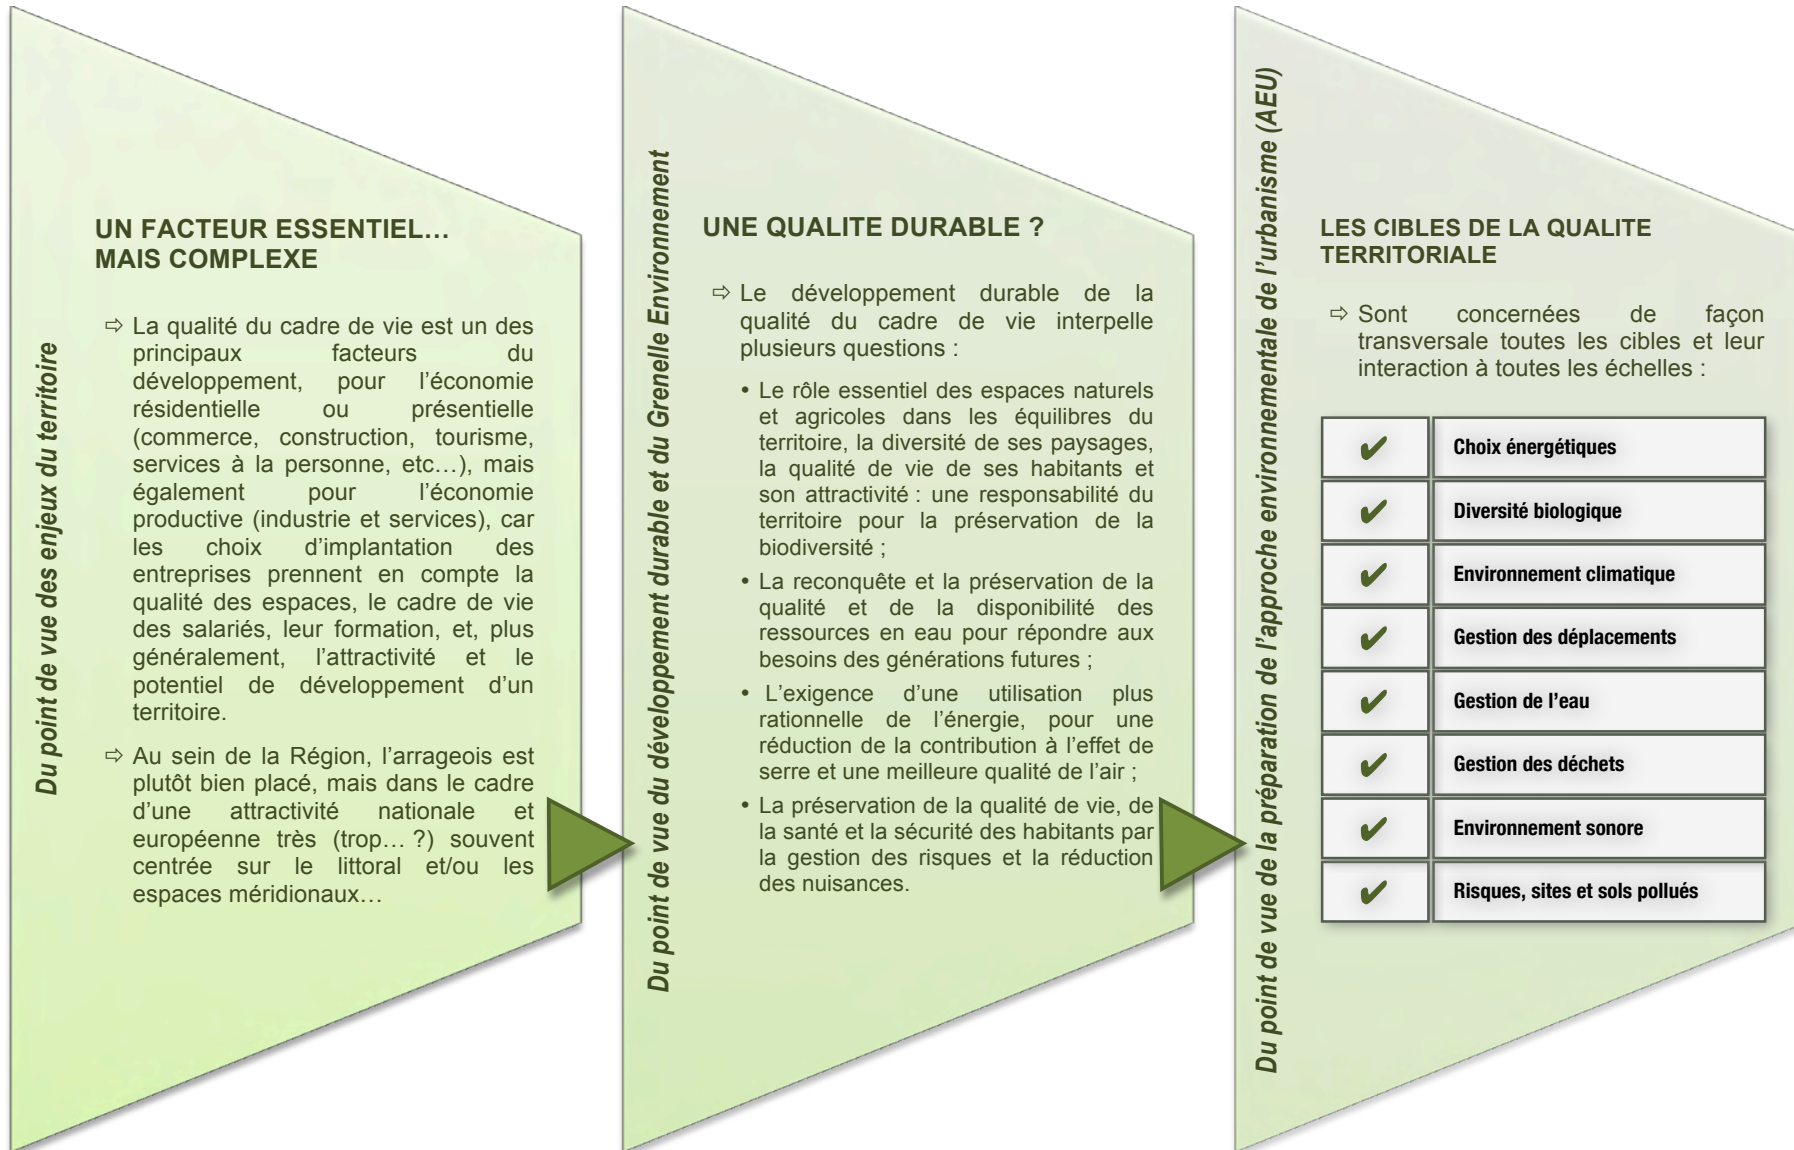 Du point de vue des enjeux du territoire
UN FACTEUR ESSENTIEL…
MAIS COMPLEXE
⇨ La qualité du cadre de vie est un des
principaux facteurs du
développement, pour l’économie
résidentielle ou présentielle
(commerce, construction, tourisme,
services à la personne, etc…), mais
également pour l’économie
productive (industrie et services), car
les choix d’implantation des
entreprises prennent en compte la
qualité des espaces, le cadre de vie
des salariés, leur formation, et, plus
généralement, l’attractivité et le
potentiel de développement d’un
territoire.
⇨ Au sein de la Région, l’arrageois est
plutôt bien placé, mais dans le cadre
d’une attractivité nationale et
européenne très (trop… ?) souvent
centrée sur le littoral et/ou les
espaces méridionaux…
Du point de vue du développement durable et du Grenelle Environnement
UNE QUALITE DURABLE ?
⇨ Le développement durable de la
qualité du cadre de vie interpelle
plusieurs questions :
• Le rôle essentiel des espaces naturels
et agricoles dans les équilibres du
territoire, la diversité de ses paysages,
la qualité de vie de ses habitants et
son attractivité : une responsabilité du
territoire pour la préservation de la
biodiversité ;
• La reconquête et la préservation de la
qualité et de la disponibilité des
ressources en eau pour répondre aux
besoins des générations futures ;
• L’exigence d’une utilisation plus
rationnelle de l’énergie, pour une
réduction de la contribution à l’effet de
serre et une meilleure qualité de l’air ;
• La préservation de la qualité de vie, de
la santé et la sécurité des habitants par
la gestion des risques et la réduction
des nuisances.
Du point de vue de la préparation de l’approche environnementale de l’urbanisme (AEU)
LES CIBLES DE LA QUALITE
TERRITORIALE
⇨ Sont concernées de façon
transversale toutes les cibles et leur
interaction à toutes les échelles :
✔ Choix énergétiques
✔ Diversité biologique
✔ Environnement climatique
✔ Gestion des déplacements
✔ Gestion de l’eau
✔ Gestion des déchets
✔ Environnement sonore
✔ Risques, sites et sols pollués